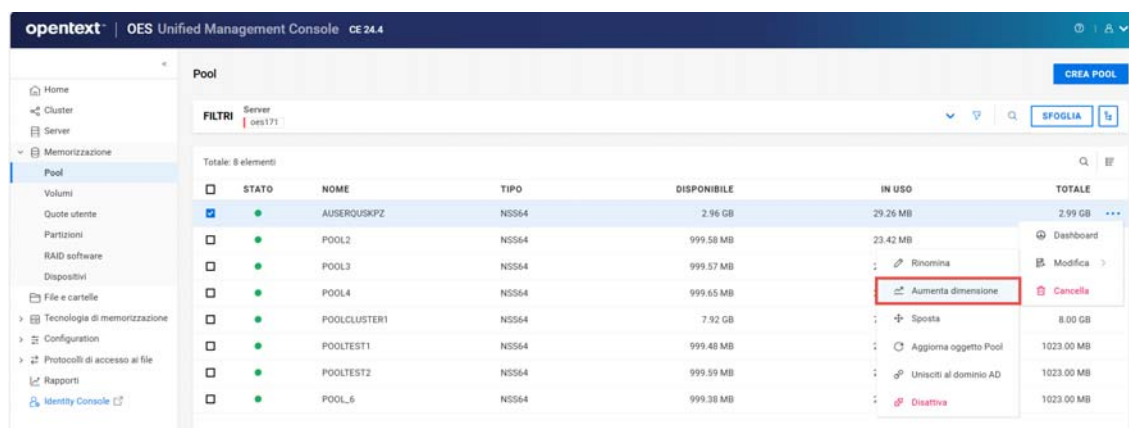 opentext™ | OES Unified Management Console CE 24.4
Home
Cluster
Server
Memorizzazione
Pool
Volumi
Quote utente
Partizioni
RAID software
Dispositivi
File e cartelle
Tecnologia di memorizzazione
Configuration
Protocolli di accesso ai file
Rapporti
Identity Console
Pool
CREA POOL
FILTRI Server
oes171
SFOGLIA
Totale: 8 elementi
STATO NOME TIPO DISPONIBILE IN USO TOTALE
AUSERQUSKPZ NSS64 2.96 GB 29.26 MB 2.99 GB
POOL2 NSS64 999.58 MB 23.42 MB
POOL3 NSS64 999.57 MB
POOL4 NSS64 999.65 MB
POOLCLUSTER1 NSS64 7.92 GB 8.00 GB
POOLTEST1 NSS64 999.48 MB 1023.00 MB
POOLTEST2 NSS64 999.59 MB 1023.00 MB
POOL_6 NSS64 999.38 MB 1023.00 MB
Dashboard
Modifica
Cancella
Rinomina
Aumenta dimensione
Sposta
Aggiorna oggetto Pool
Unisciti al dominio AD
Disattiva